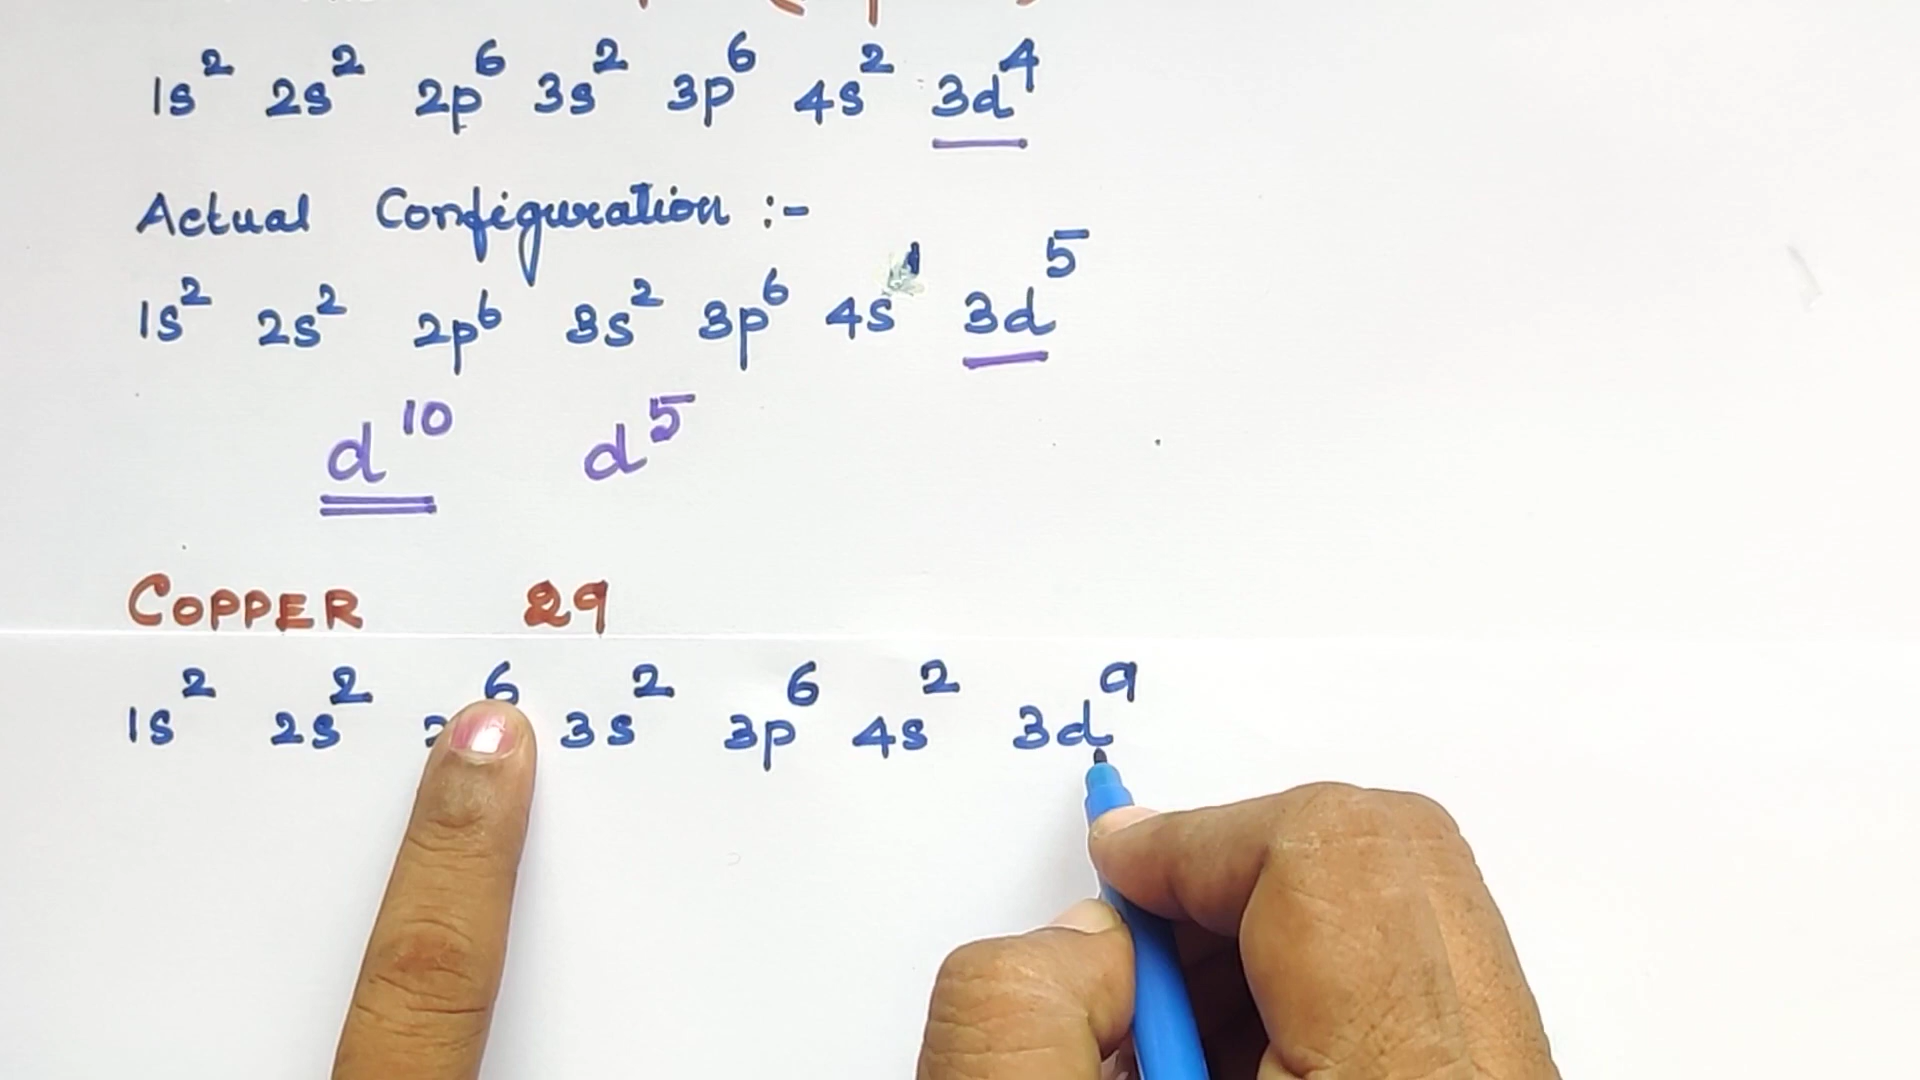 1s² 2s² 2p⁶ 3s² 3p⁶ 4s² 3d⁴
Actual Configuration :-
1s² 2s² 2p⁶ 3s² 3p⁶ 4s¹ 3d⁵
d¹⁰ d⁵
COPPER 29
1s² 2s² 6 3s² 3p⁶ 4s² 3d⁹